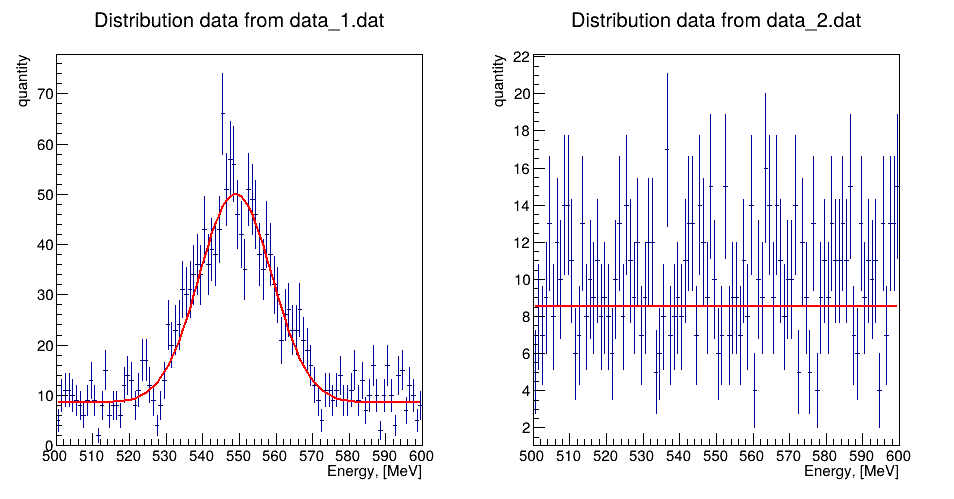 Distribution data from data_1.dat
quantity
70
60
50
40
30
20
10
0
500 510 520 530 540 550 560 570 580 590 600
Energy, [MeV]
Distribution data from data_2.dat
quantity
22
20
18
16
14
12
10
8
6
4
2
500 510 520 530 540 550 560 570 580 590 600
Energy, [MeV]